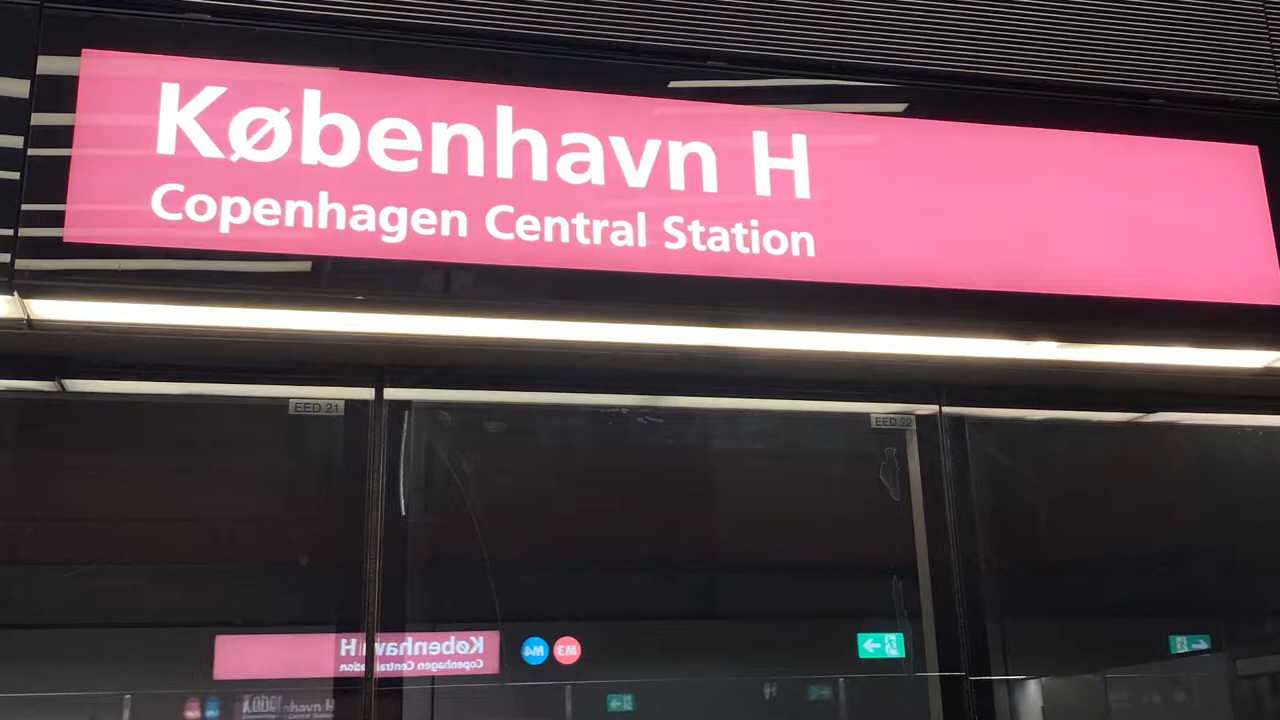 København H
Copenhagen Central Station
EED 21
EED 22
København H
Copenhagen Central Station
M4
M3